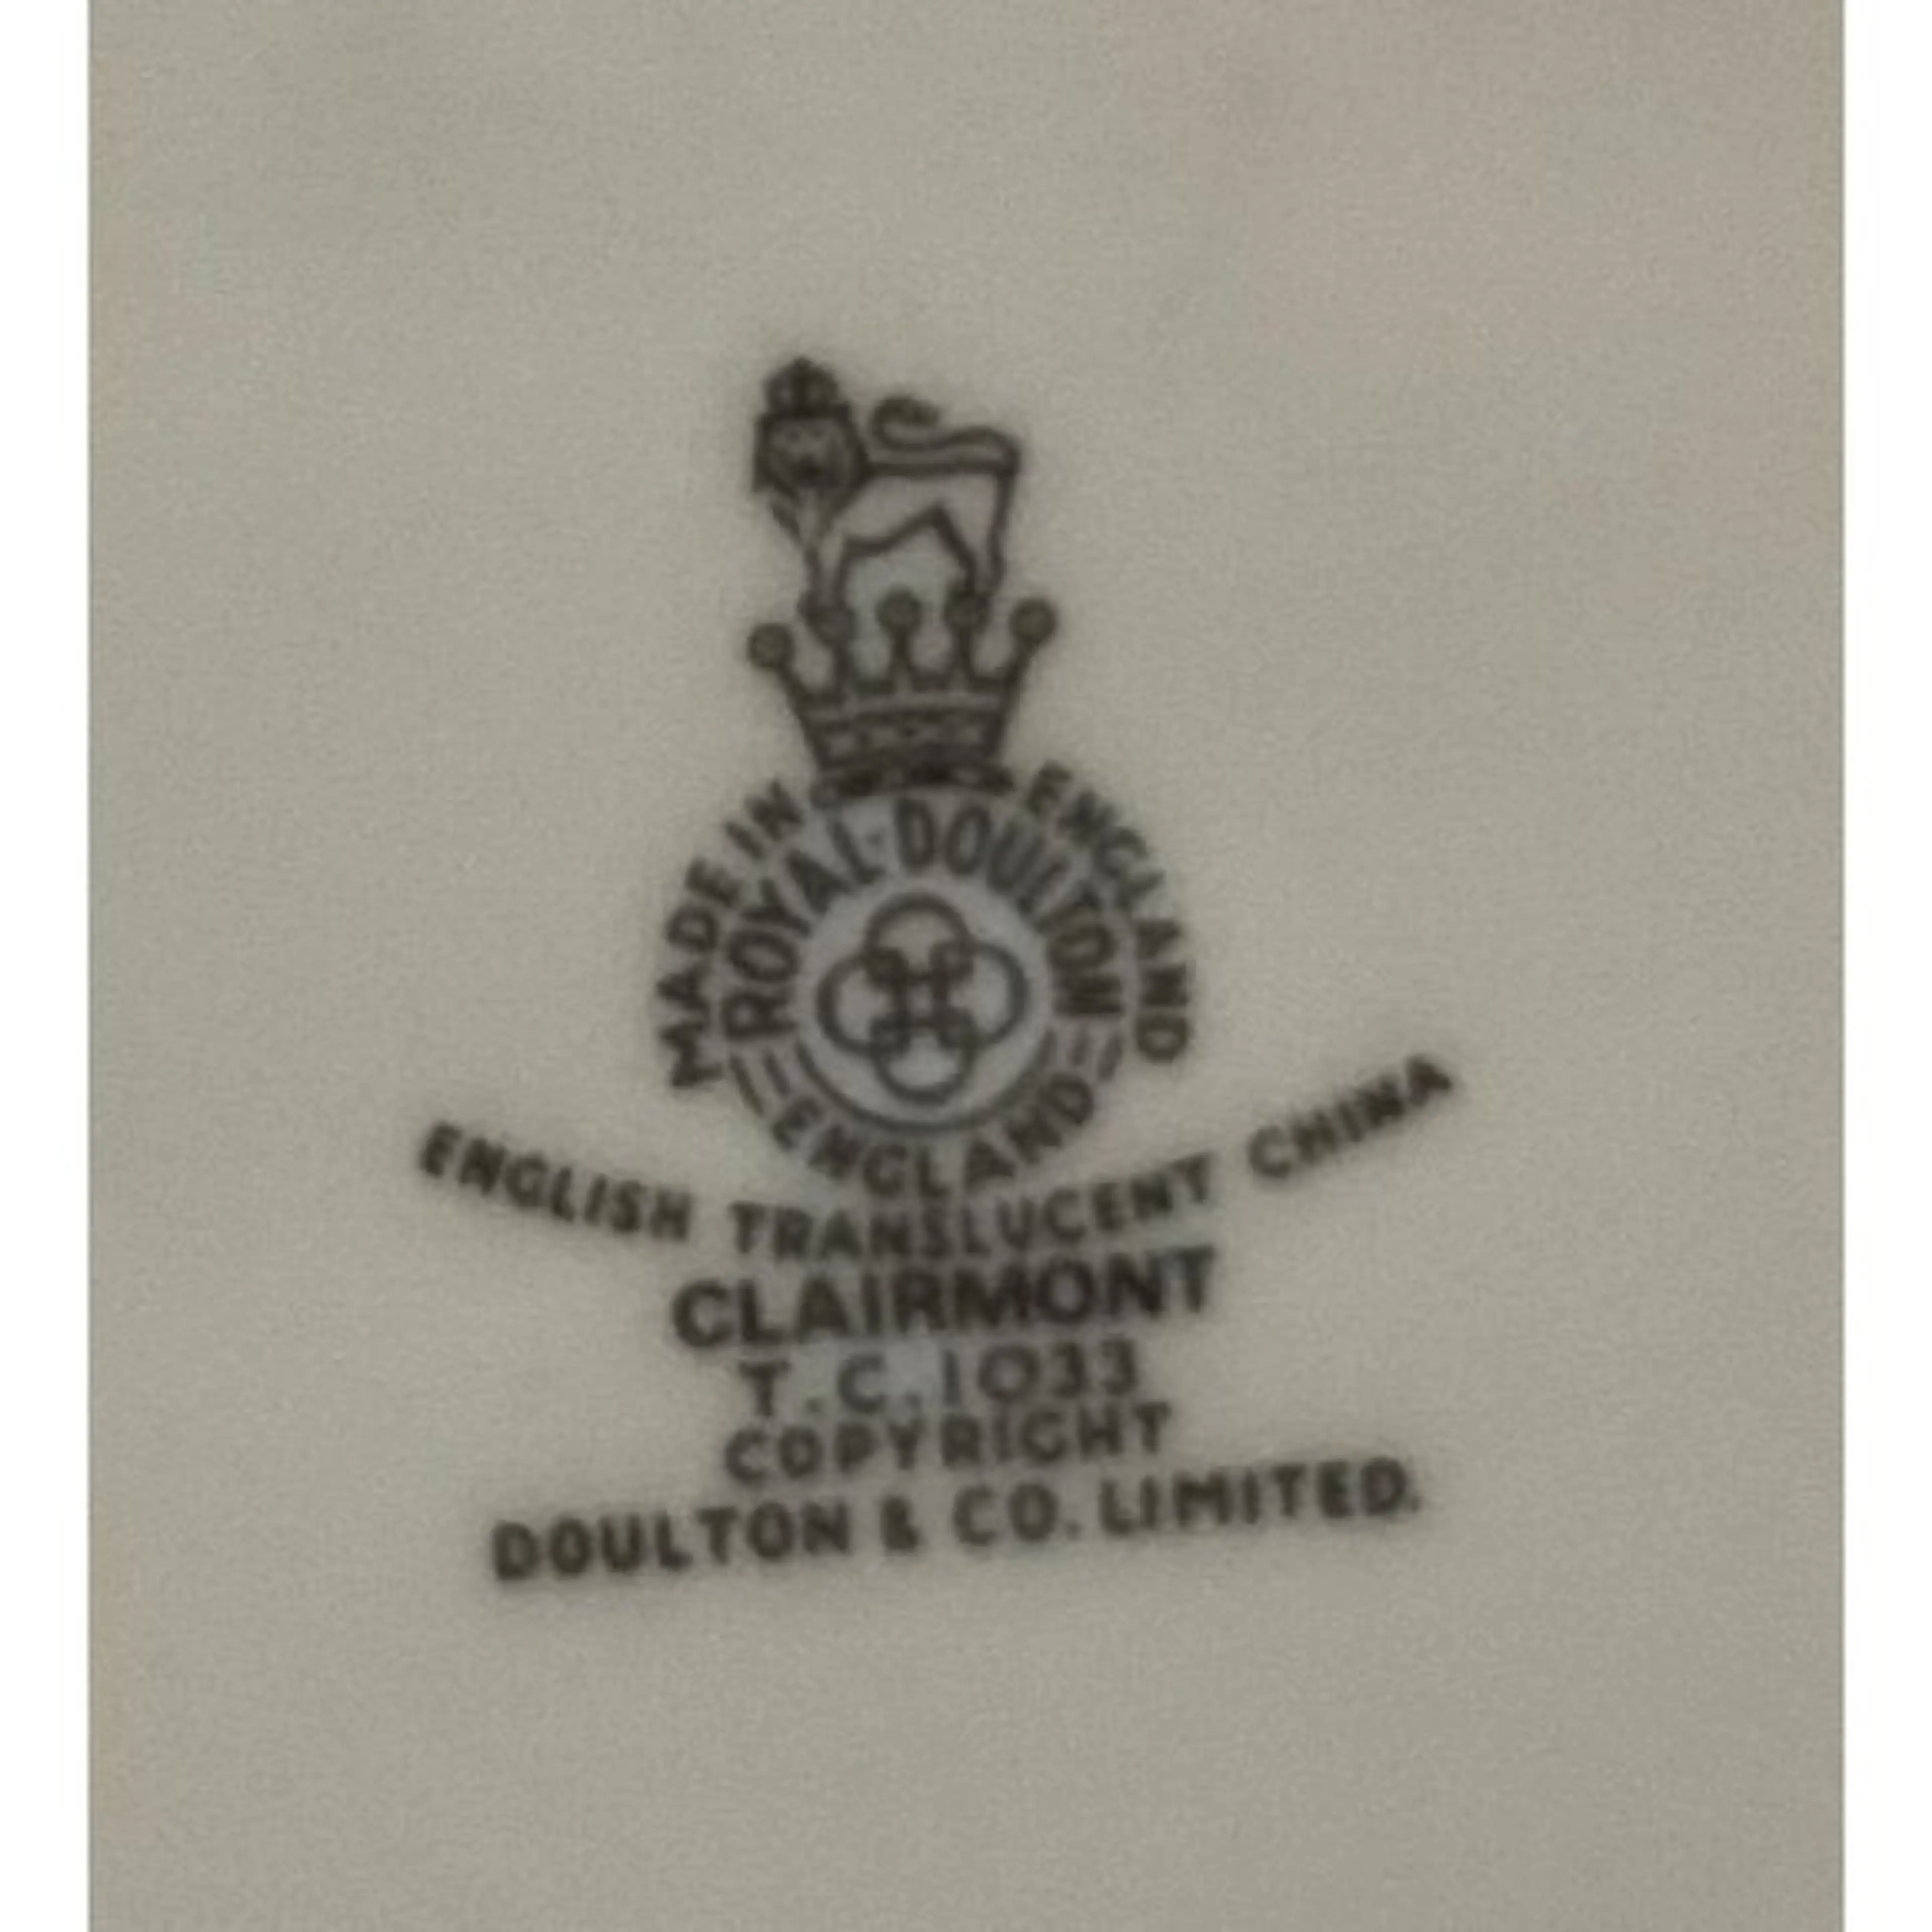 MADE IN ENGLAND
ROYAL·DOULTON
ENGLAND
ENGLISH TRANSLUCENT CHINA
CLAIRMONT
T.C.1033
COPYRIGHT
DOULTON & CO. LIMITED.